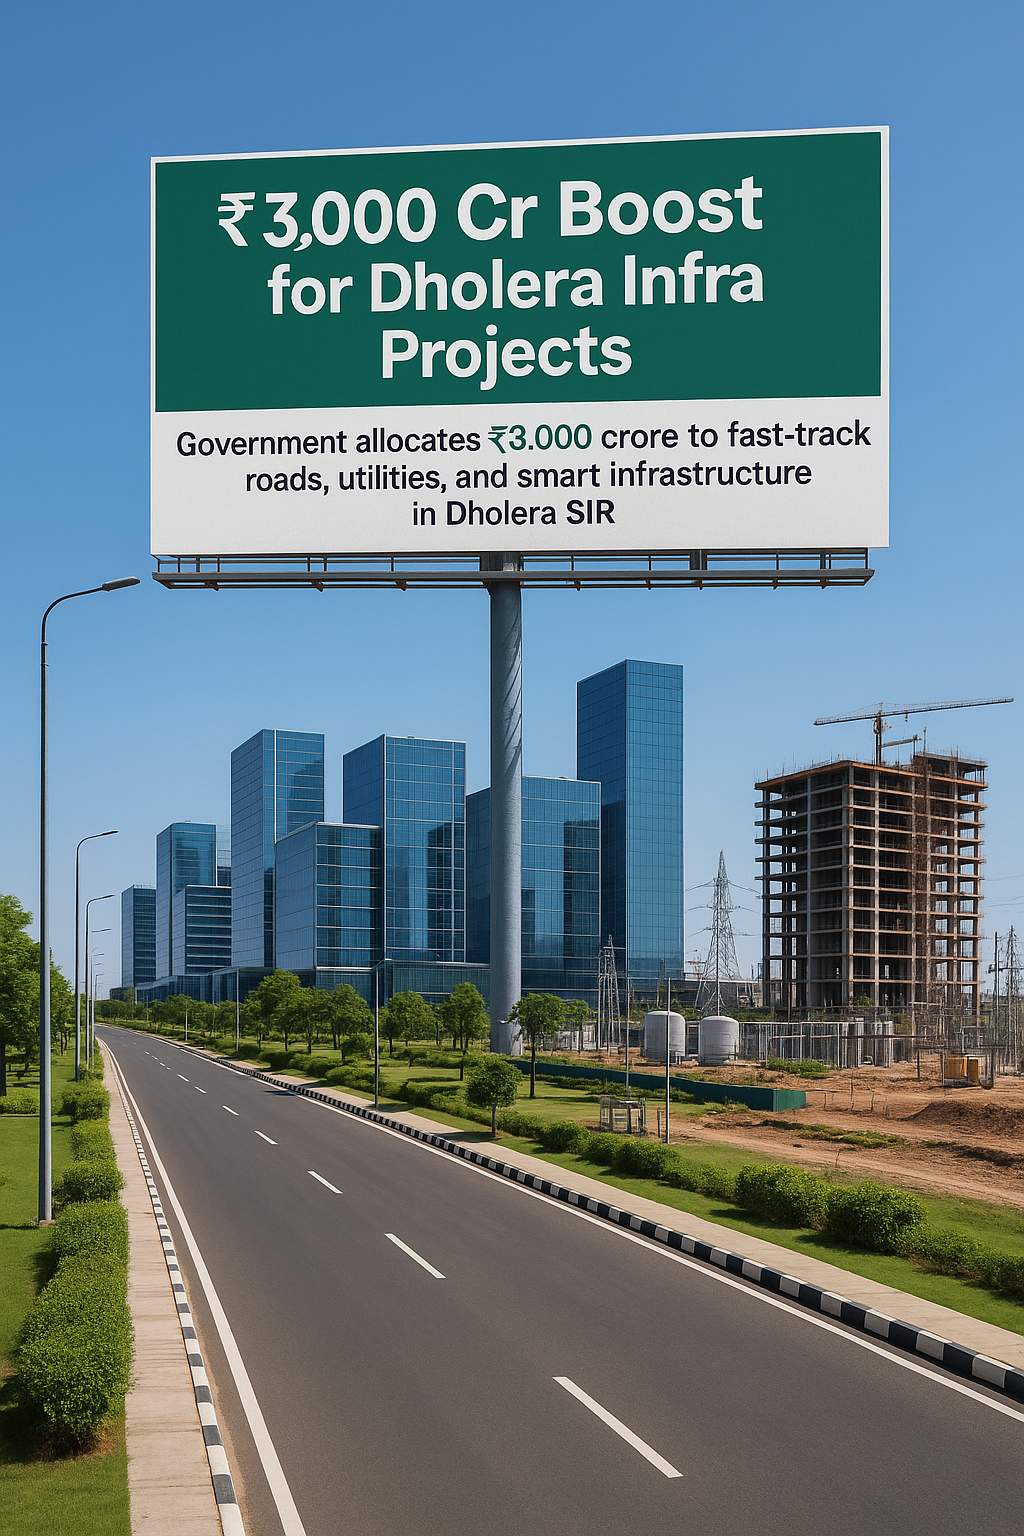 ₹3,000 Cr Boost
for Dholera Infra
Projects
Government allocates ₹3.000 crore to fast-track
roads, utilities, and smart infrastructure
in Dholera SIR